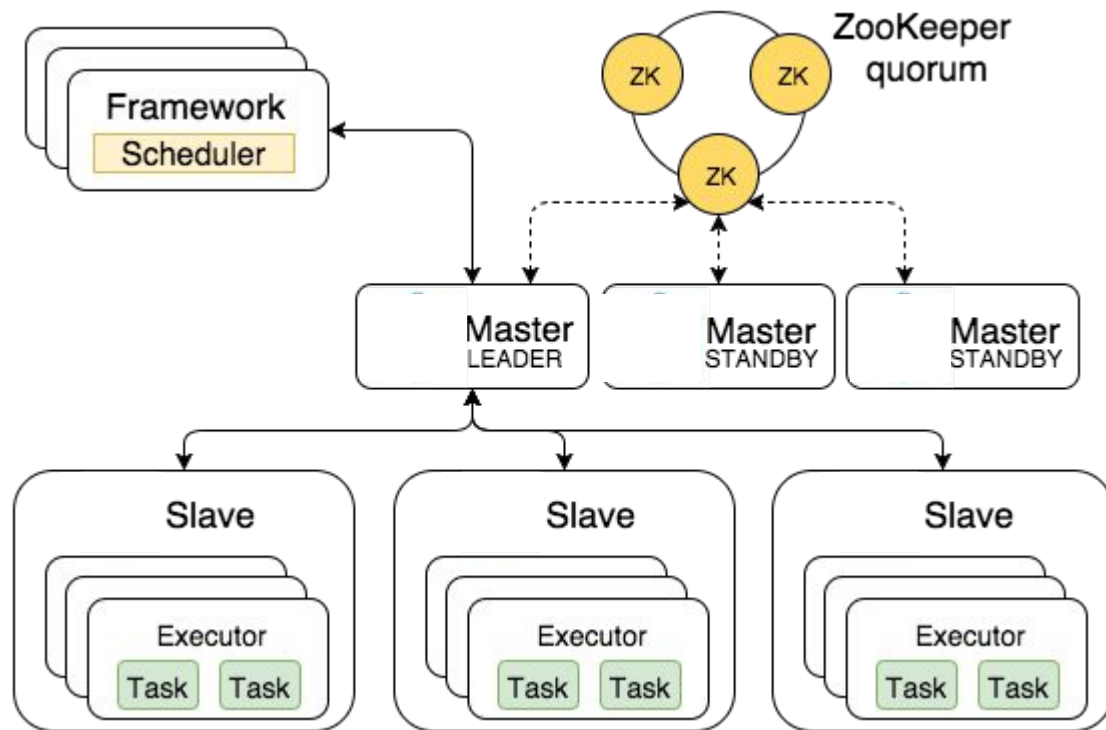 ZooKeeper
quorum
ZK
ZK
ZK
Framework
Scheduler
Master
LEADER
Master
STANDBY
Master
STANDBY
Slave
Executor
Task
Task
Slave
Executor
Task
Task
Slave
Executor
Task
Task